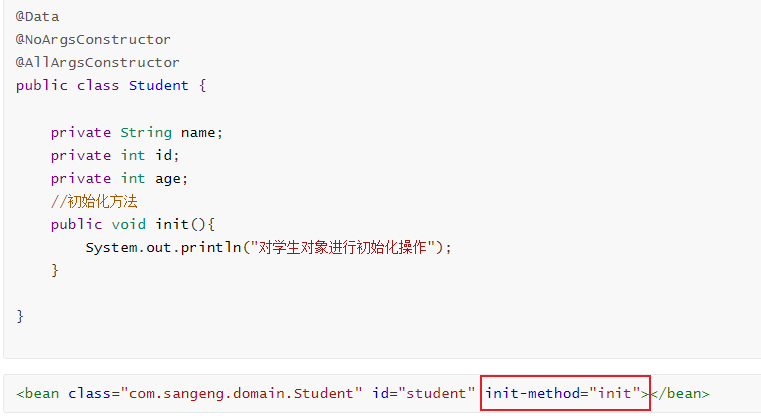 @Data
@NoArgsConstructor
@AllArgsConstructor
public class Student {
private String name;
private int id;
private int age;
//初始化方法
public void init(){
System.out.println("对学生对象进行初始化操作");
}
}
<bean class="com.sangeng.domain.Student" id="student" init-method="init"></bean>